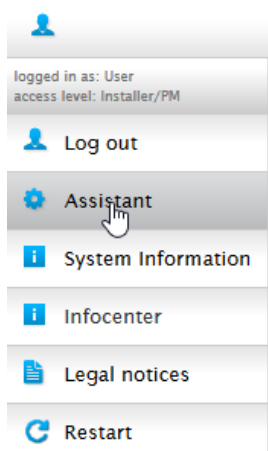 logged in as: User
access level: Installer/PM
Log out
Assistant
System Information
Infocenter
Legal notices
Restart